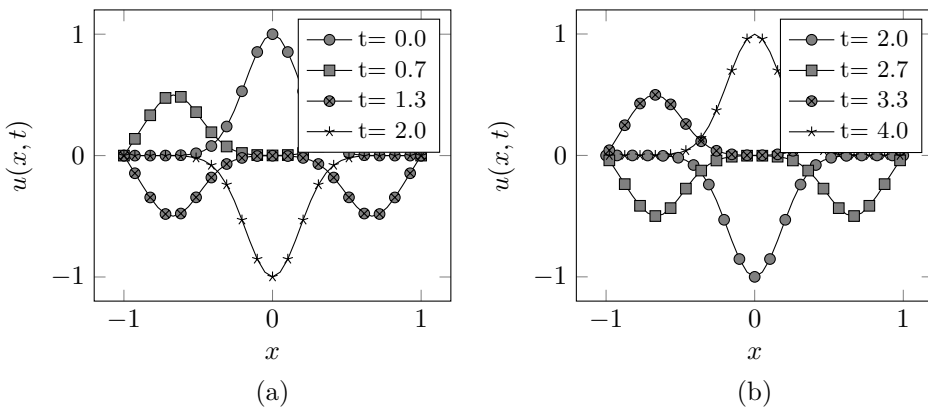 1
0
−1
u(x, t)
−1
0
1
x
t= 0.0
t= 0.7
t= 1.3
t= 2.0
(a)
1
0
−1
u(x, t)
−1
0
1
x
t= 2.0
t= 2.7
t= 3.3
t= 4.0
(b)